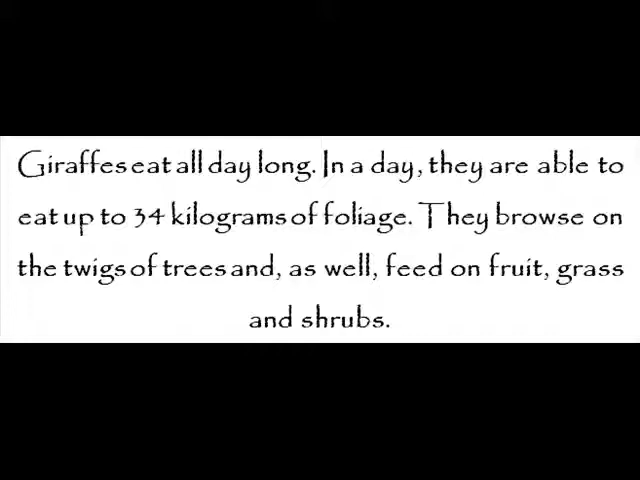 Giraffes eat all day long. In a day, they are able to
eat up to 34 kilograms of foliage. They browse on
the twigs of trees and, as well, feed on fruit, grass
and shrubs.